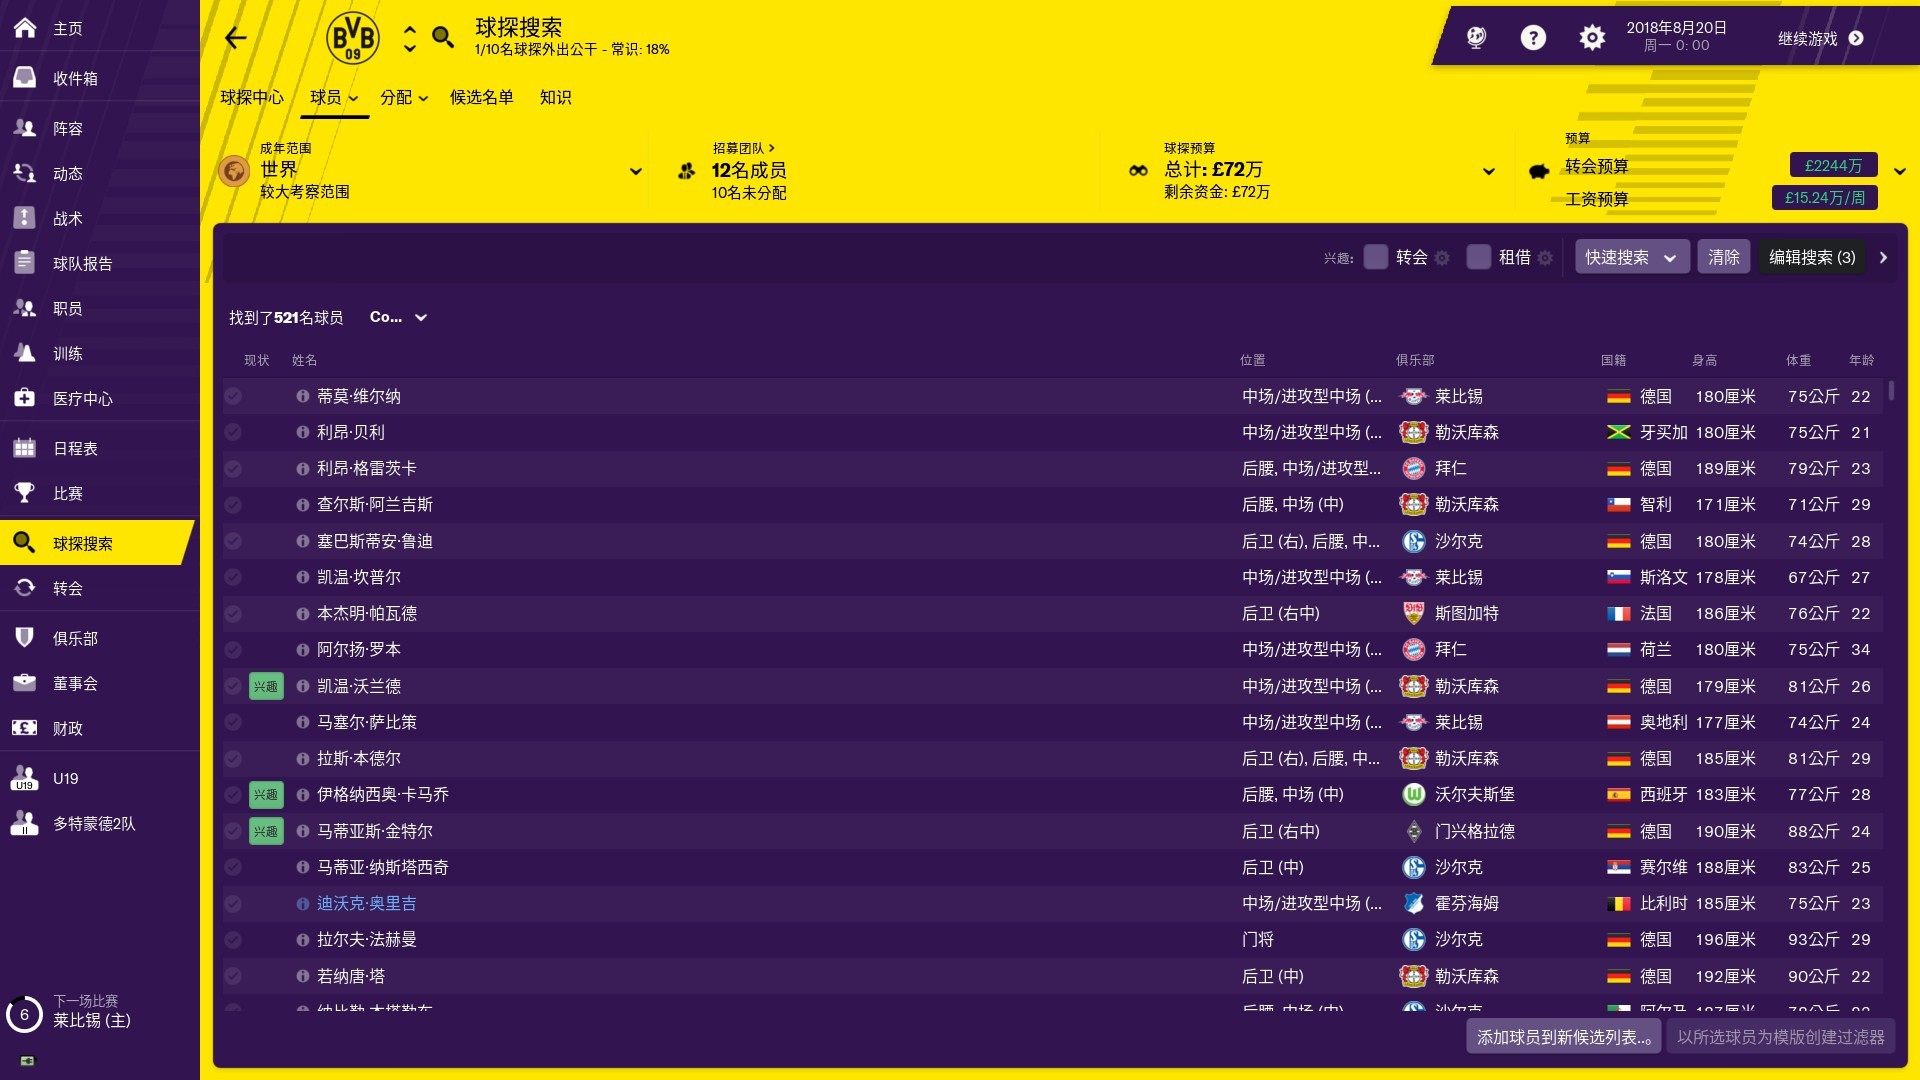 主页
收件箱
阵容
动态
战术
球队报告
职员
训练
医疗中心
日程表
比赛
球探搜索
转会
俱乐部
董事会
财政
U19 U19
II 多特蒙德2队
下一场比赛
6 莱比锡 (主)
BVB 09
球探搜索
1/10名球探外出公干 - 常识: 18%
2018年8月20日
周一 0: 00
继续游戏
球探中心 球员 分配 候选名单 知识
成年范围
世界
较大考察范围
招募团队
12名成员
10名未分配
球探预算
总计: £72万
剩余资金: £72万
预算
转会预算 £2244万
工资预算 £15.24万/周
兴趣: 转会 租借 快速搜索 清除 编辑搜索 (3)
找到了521名球员 Co...
现状 姓名 位置 俱乐部 国籍 身高 体重 年龄
蒂莫·维尔纳 中场/进攻型中场 (... 莱比锡 德国 180厘米 75公斤 22
利昂·贝利 中场/进攻型中场 (... 勒沃库森 牙买加 180厘米 75公斤 21
利昂·格雷茨卡 后腰, 中场/进攻型... 拜仁 德国 189厘米 79公斤 23
查尔斯·阿兰吉斯 后腰, 中场 (中) 勒沃库森 智利 171厘米 71公斤 29
塞巴斯蒂安·鲁迪 后卫 (右), 后腰, 中... 沙尔克 德国 180厘米 74公斤 28
凯温·坎普尔 中场/进攻型中场 (... 莱比锡 斯洛文 178厘米 67公斤 27
本杰明·帕瓦德 后卫 (右中) 斯图加特 法国 186厘米 76公斤 22
阿尔扬·罗本 中场/进攻型中场 (... 拜仁 荷兰 180厘米 75公斤 34
兴趣 凯温·沃兰德 中场/进攻型中场 (... 勒沃库森 德国 179厘米 81公斤 26
马塞尔·萨比策 中场/进攻型中场 (... 莱比锡 奥地利 177厘米 74公斤 24
拉斯·本德尔 后卫 (右), 后腰, 中... 勒沃库森 德国 185厘米 81公斤 29
兴趣 伊格纳西奥·卡马乔 后腰, 中场 (中) 沃尔夫斯堡 西班牙 183厘米 77公斤 28
兴趣 马蒂亚斯·金特尔 后卫 (右中) 门兴格拉德 德国 190厘米 88公斤 24
马蒂亚·纳斯塔西奇 后卫 (中) 沙尔克 赛尔维 188厘米 83公斤 25
迪沃克·奥里吉 中场/进攻型中场 (... 霍芬海姆 比利时 185厘米 75公斤 23
拉尔夫·法赫曼 门将 沙尔克 德国 196厘米 93公斤 29
若纳唐·塔 后卫 (中) 勒沃库森 德国 192厘米 90公斤 22
添加球员到新候选列表..。 以所选球员为模版创建过滤器